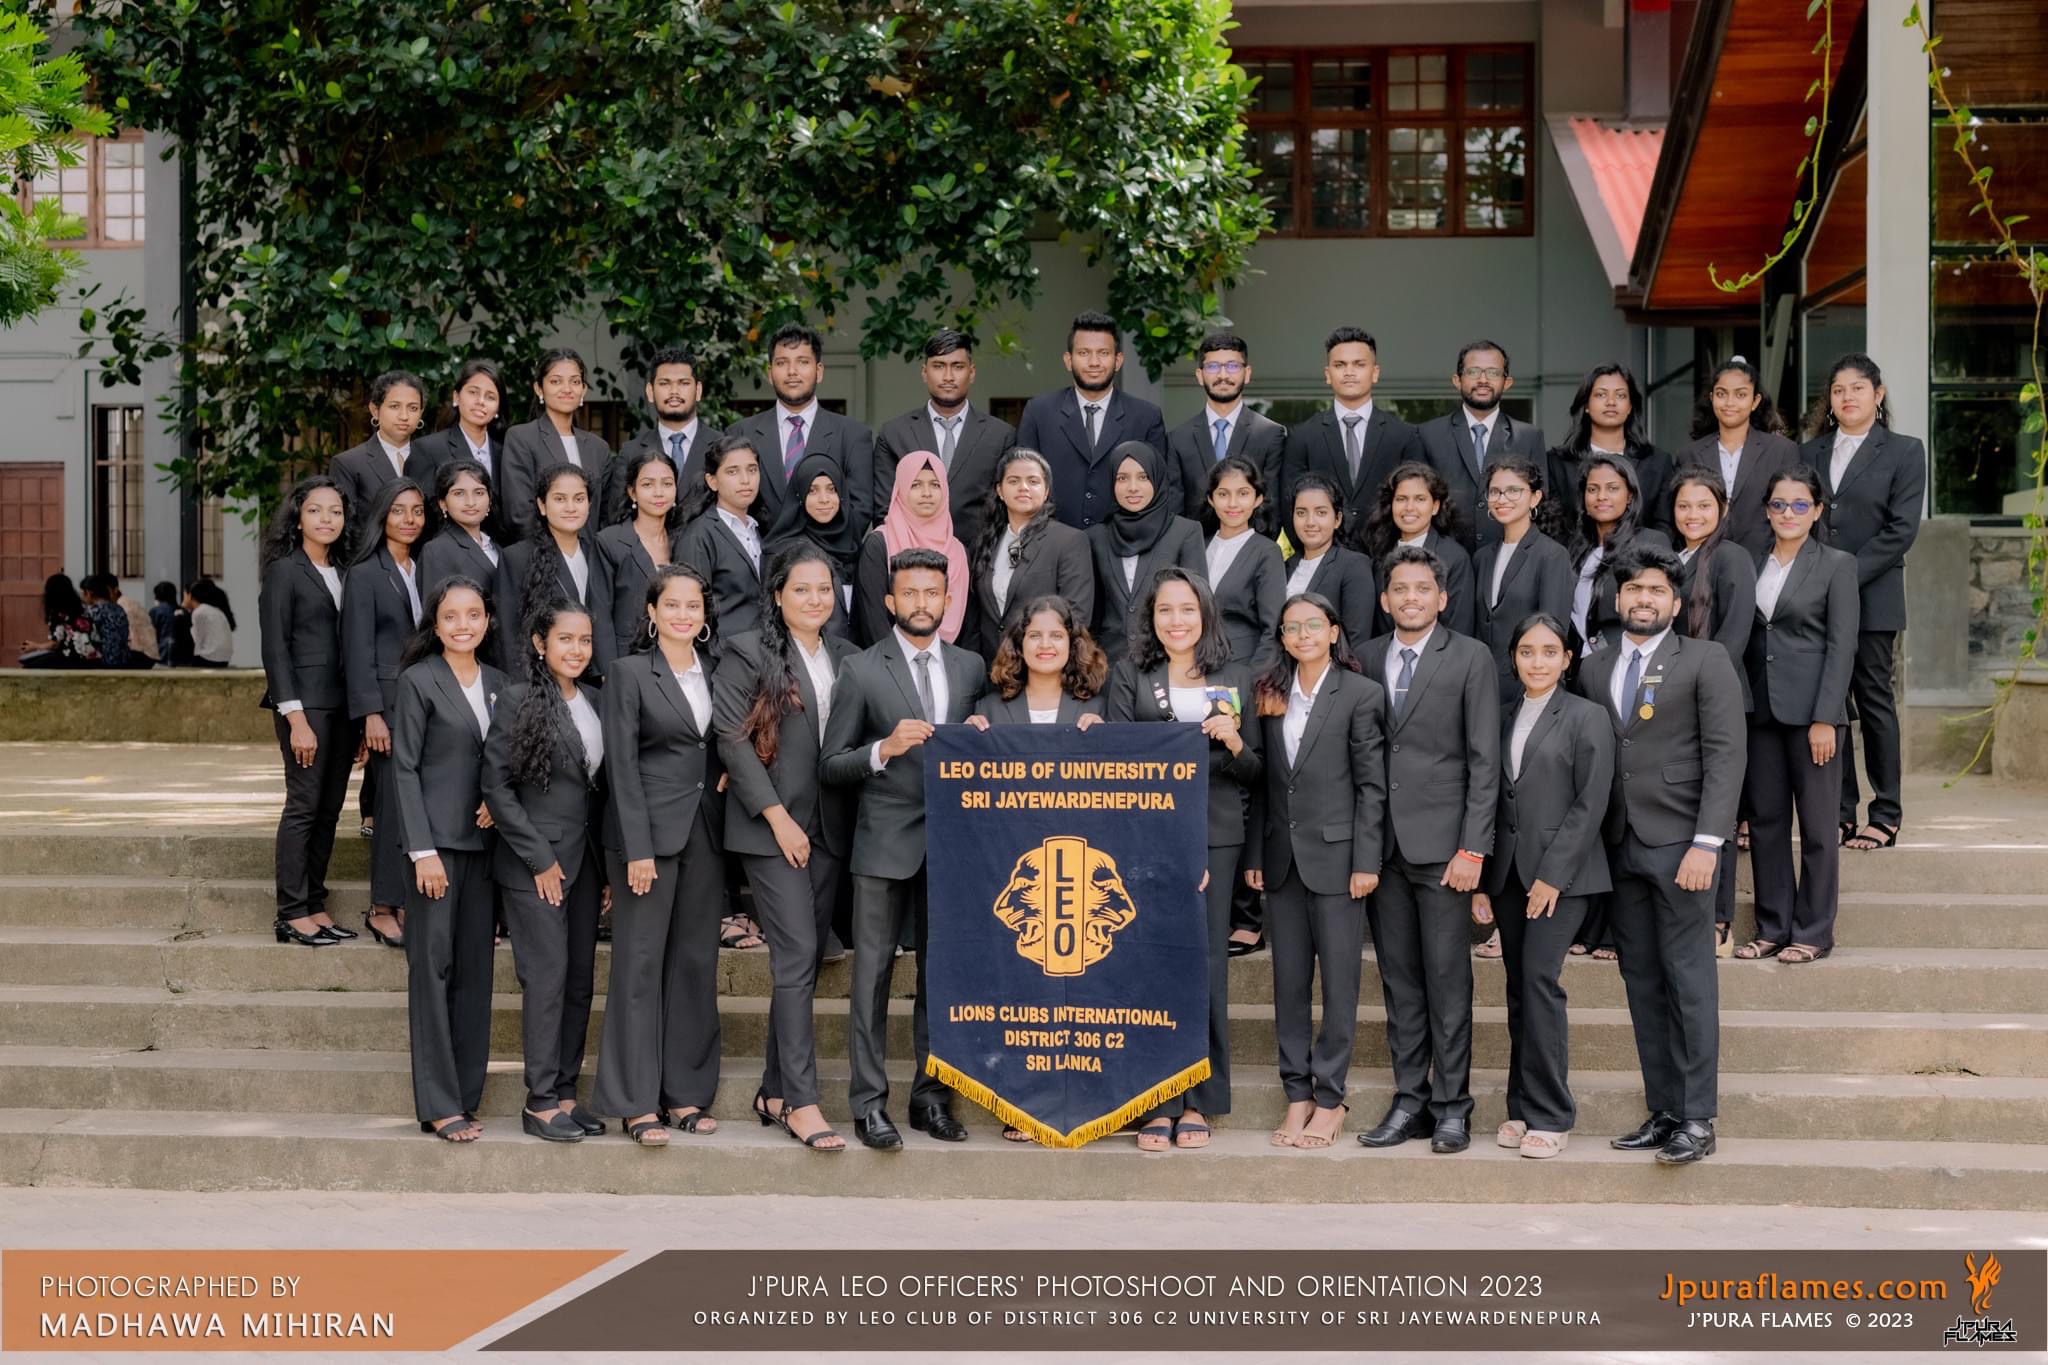 LEO CLUB OF UNIVERSITY OF
SRI JAYEWARDENEPURA
LEO
LIONS CLUBS INTERNATIONAL,
DISTRICT 306 C2
SRI LANKA
PHOTOGRAPHED BY
MADHAWA MIHIRAN
J'PURA LEO OFFICERS' PHOTOSHOOT AND ORIENTATION 2023
ORGANIZED BY LEO CLUB OF DISTRICT 306 C2 UNIVERSITY OF SRI JAYEWARDENEPURA
Jpuraflames.com
J'PURA FLAMES © 2023
J'PURA
FLAMES